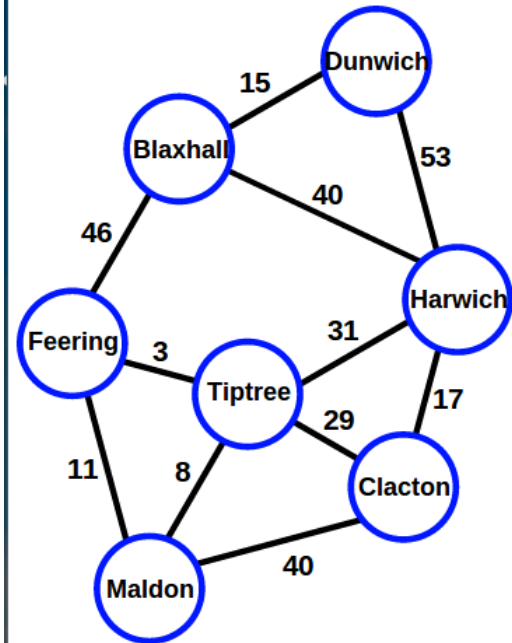 Dunwich
15
Blaxhall
53
40
46
Harwich
31
Feering
3
Tiptree
29
17
11
8
Clacton
40
Maldon